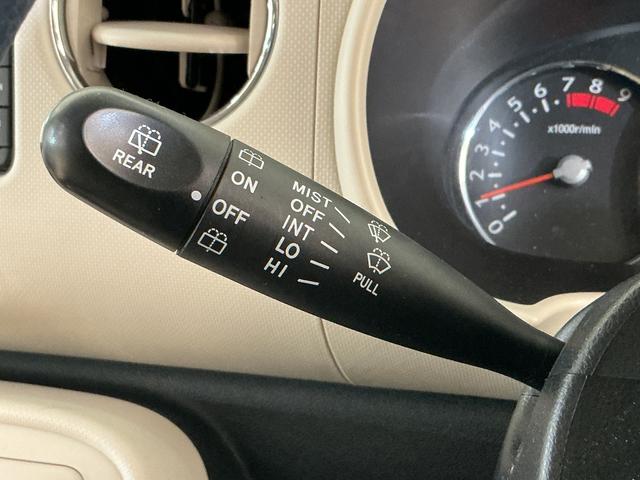 REAR
ON
OFF
MIST
OFF
INT
LO
HI
PULL
0
1
2
3
4
5
6
7
8
9
x1000r/min